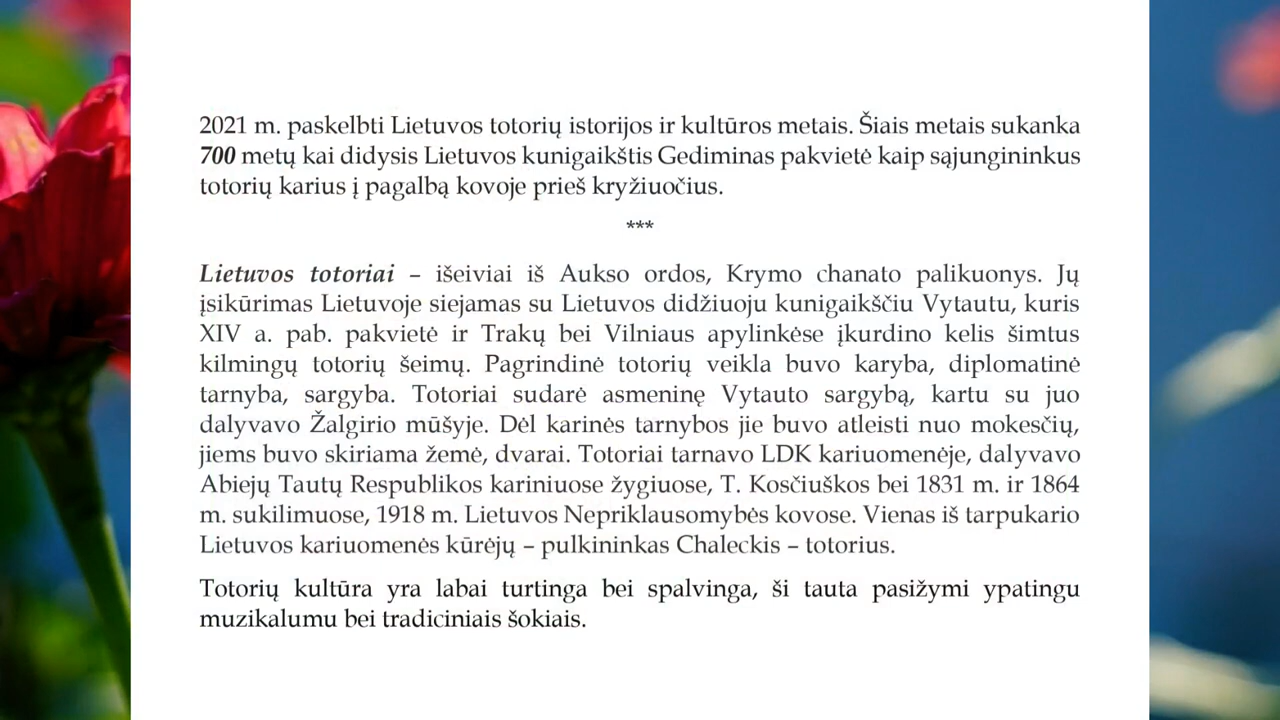 2021 m. paskelbti Lietuvos totorių istorijos ir kultūros metais. Šiais metais sukanka
700 metų kai didysis Lietuvos kunigaikštis Gediminas pakvietė kaip sąjungininkus
totorių karius į pagalbą kovoje prieš kryžiuočius.
***
Lietuvos totoriai – išeiviai iš Aukso ordos, Krymo chanato palikuonys. Jų
įsikūrimas Lietuvoje siejamas su Lietuvos didžiuoju kunigaikščiu Vytautu, kuris
XIV a. pab. pakvietė ir Trakų bei Vilniaus apylinkėse įkurdino kelis šimtus
kilmingų totorių šeimų. Pagrindinė totorių veikla buvo karyba, diplomatinė
tarnyba, sargyba. Totoriai sudarė asmeninę Vytauto sargybą, kartu su juo
dalyvavo Žalgirio mūšyje. Dėl karinės tarnybos jie buvo atleisti nuo mokesčių,
jiems buvo skiriama žemė, dvarai. Totoriai tarnavo LDK kariuomenėje, dalyvavo
Abiejų Tautų Respublikos kariniuose žygiuose, T. Kosčiuškos bei 1831 m. ir 1864
m. sukilimuose, 1918 m. Lietuvos Nepriklausomybės kovose. Vienas iš tarpukario
Lietuvos kariuomenės kūrėjų – pulkininkas Chaleckis – totorius.
Totorių kultūra yra labai turtinga bei spalvinga, ši tauta pasižymi ypatingu
muzikalumu bei tradiciniais šokiais.